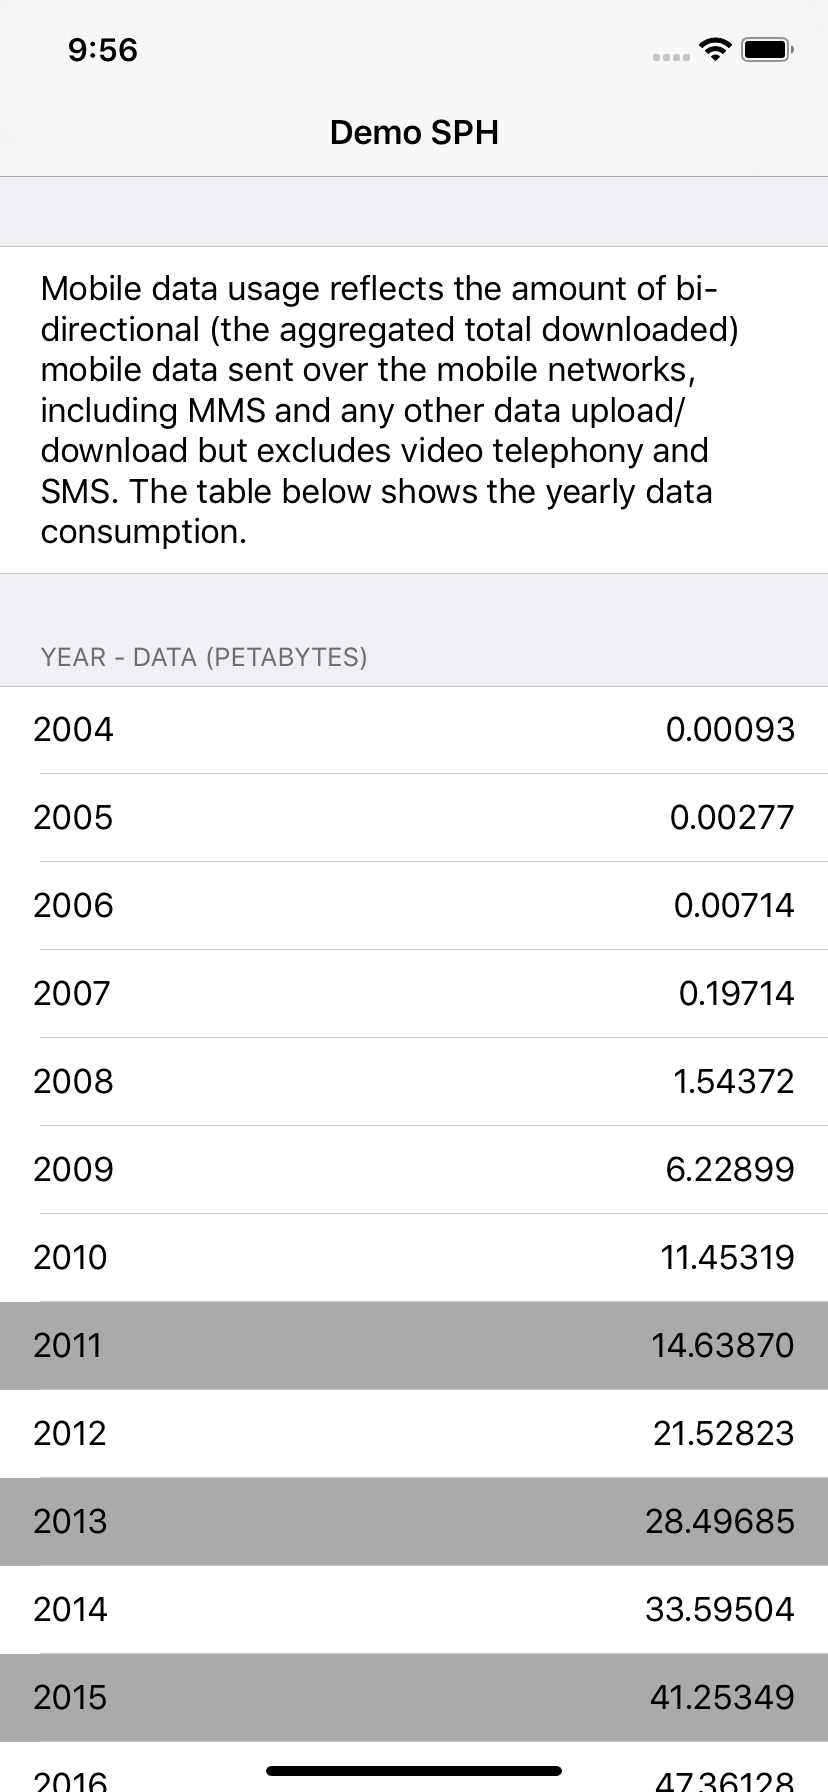 9:56
Demo SPH
Mobile data usage reflects the amount of bi-
directional (the aggregated total downloaded)
mobile data sent over the mobile networks,
including MMS and any other data upload/
download but excludes video telephony and
SMS. The table below shows the yearly data
consumption.
YEAR - DATA (PETABYTES)
2004 0.00093
2005 0.00277
2006 0.00714
2007 0.19714
2008 1.54372
2009 6.22899
2010 11.45319
2011 14.63870
2012 21.52823
2013 28.49685
2014 33.59504
2015 41.25349
2016 47.36128